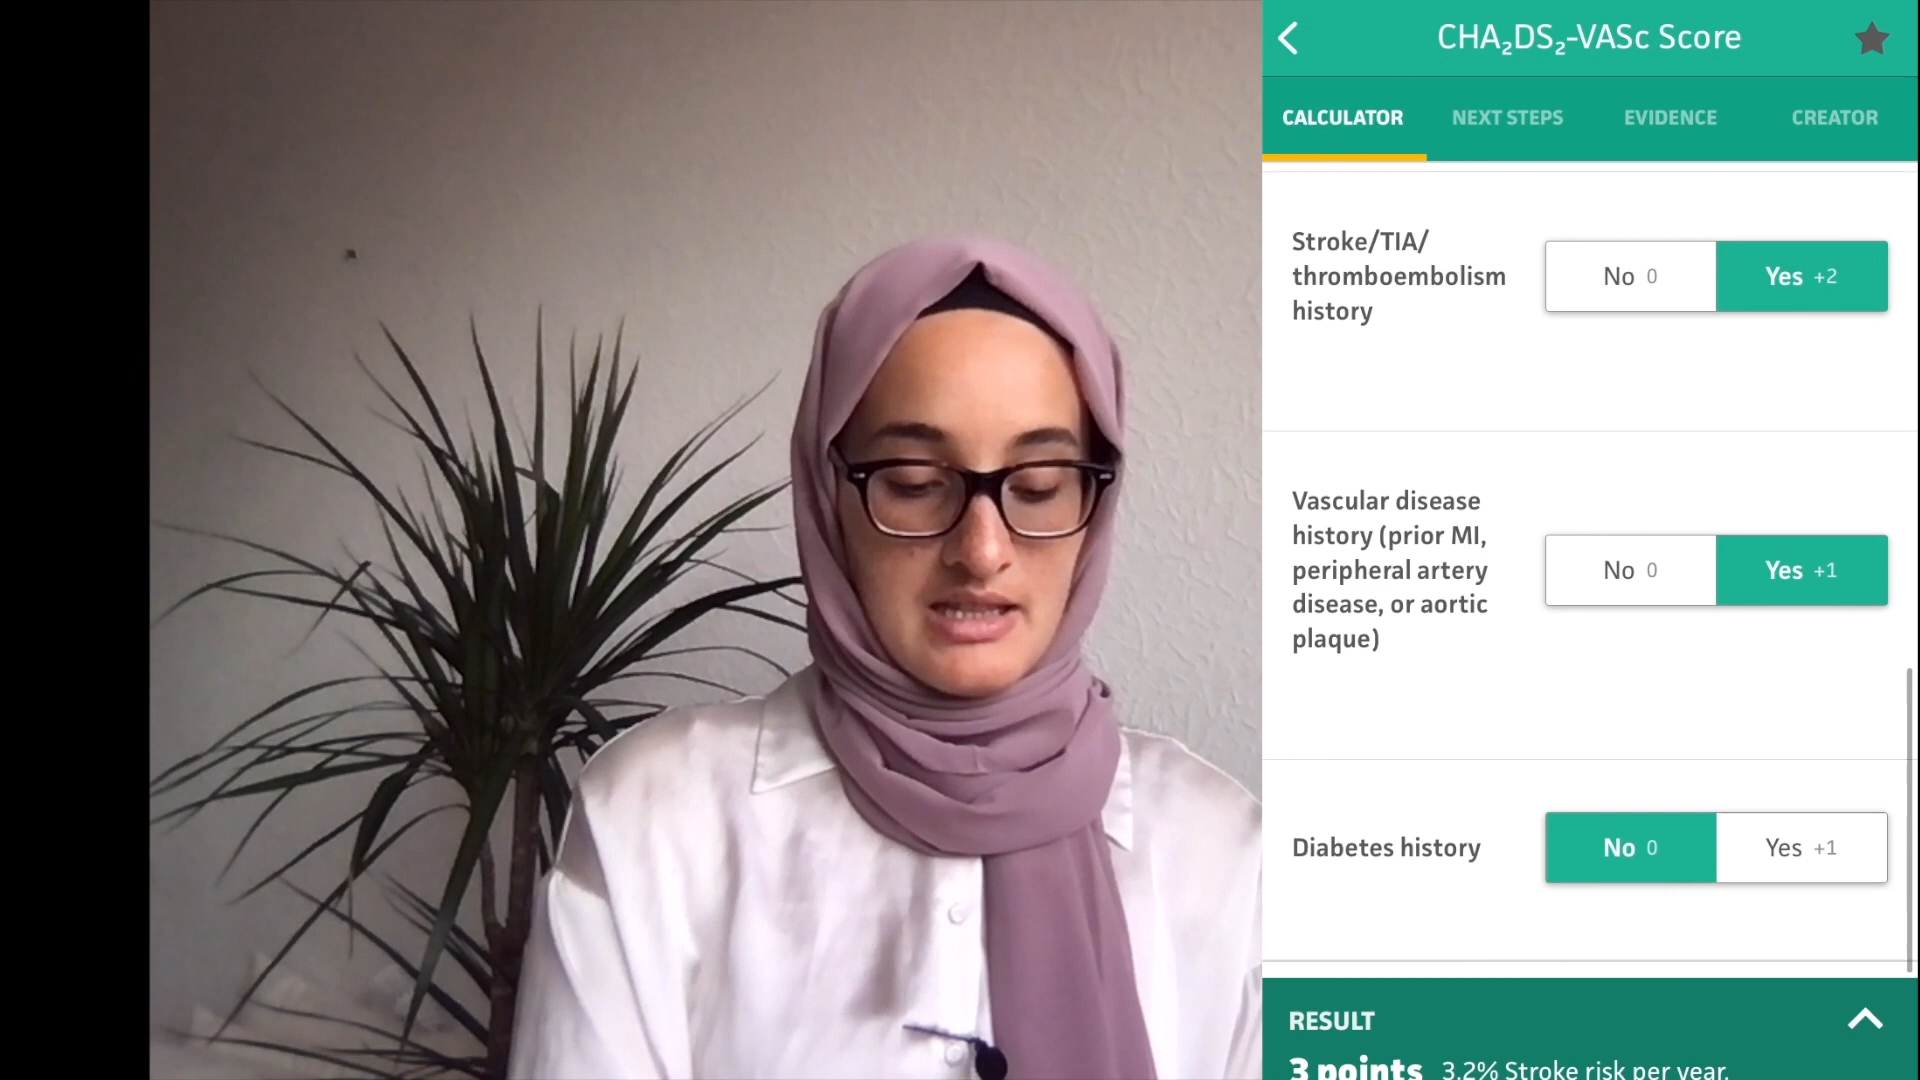 CHA₂DS₂-VASc Score
CALCULATOR NEXT STEPS EVIDENCE CREATOR
Stroke/TIA/
thromboembolism
history
No 0 Yes +2
Vascular disease
history (prior MI,
peripheral artery
disease, or aortic
plaque)
No 0 Yes +1
Diabetes history
No 0 Yes +1
RESULT
3 points 3.2% Stroke risk per year.